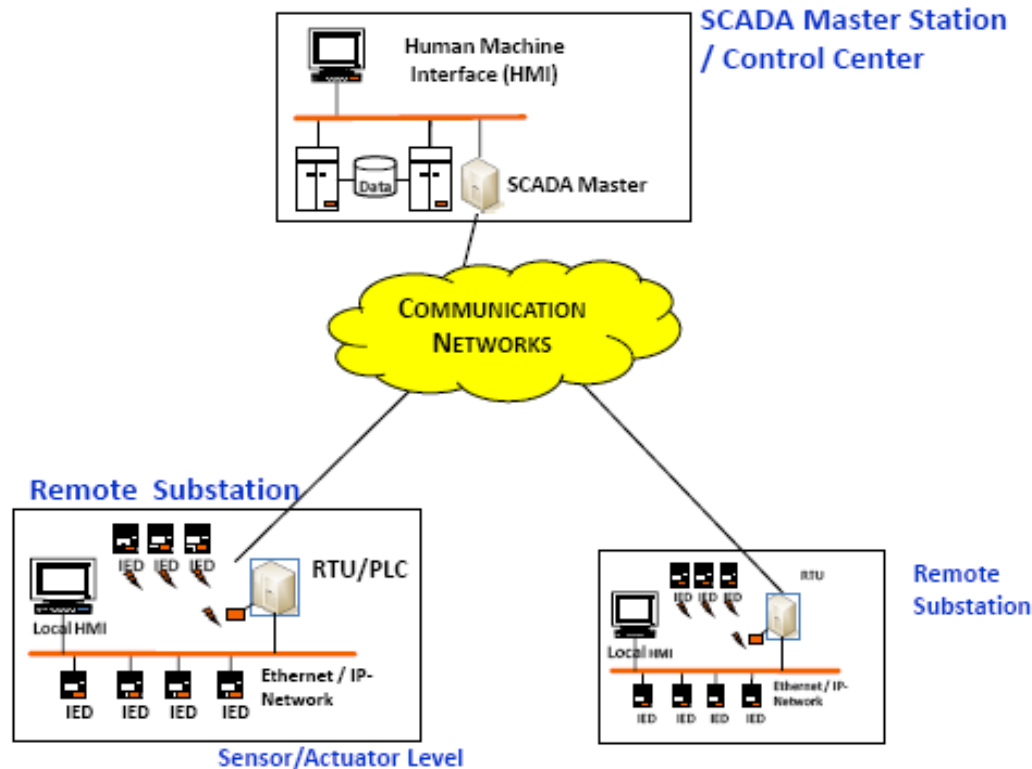 SCADA Master Station
/ Control Center
Human Machine
Interface (HMI)
Data
SCADA Master
COMMUNICATION
NETWORKS
Remote Substation
IED IED IED
RTU/PLC
Local HMI
Ethernet / IP-
Network
IED IED IED IED
Sensor/Actuator Level
Remote
Substation
RTU
IED IED IED
Local HMI
Ethernet / IP-
Network
IED IED IED IED